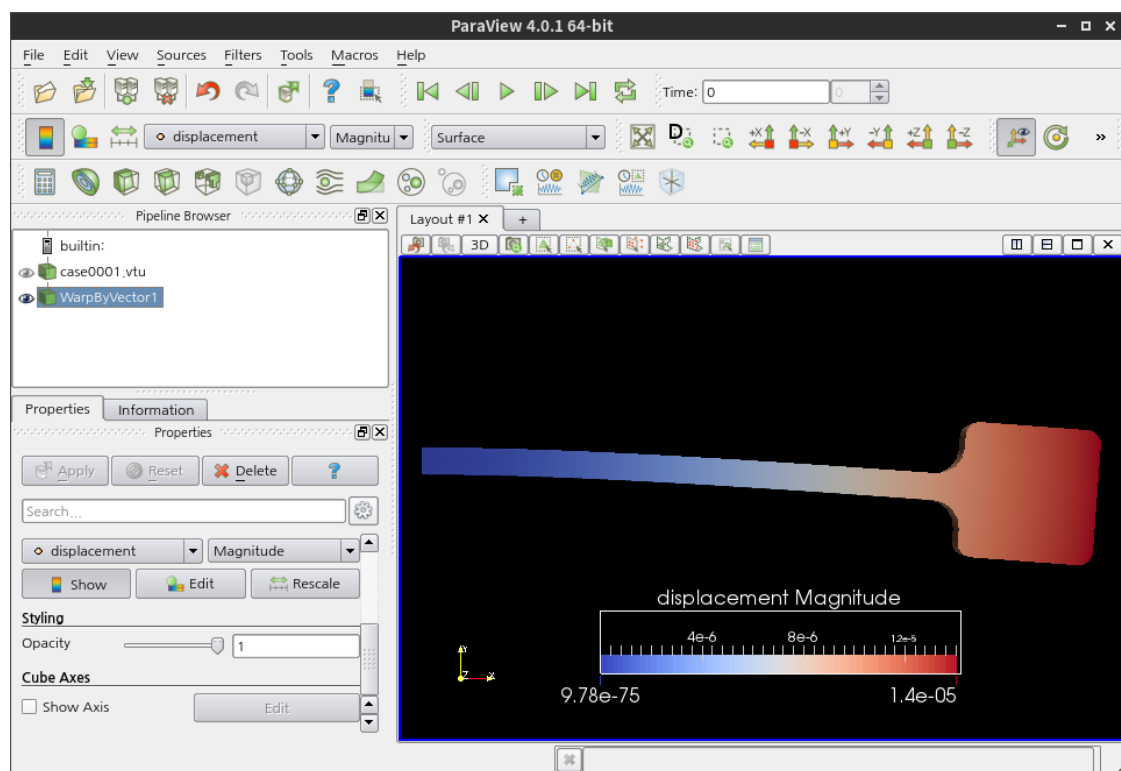 ParaView 4.0.1 64-bit
File Edit View Sources Filters Tools Macros Help
Time: 0 0
displacement Magnitu Surface
+X -X +Y -Y +Z -Z
Pipeline Browser
Layout #1
3D
builtin:
case0001.vtu
WarpByVector1
Properties Information
Properties
Apply Reset Delete ?
Search...
displacement Magnitude
Show Edit Rescale
Styling
Opacity 1
Cube Axes
Show Axis Edit
displacement Magnitude
4e-6 8e-6 12e-6
9.78e-75 1.4e-05
Y
Z X